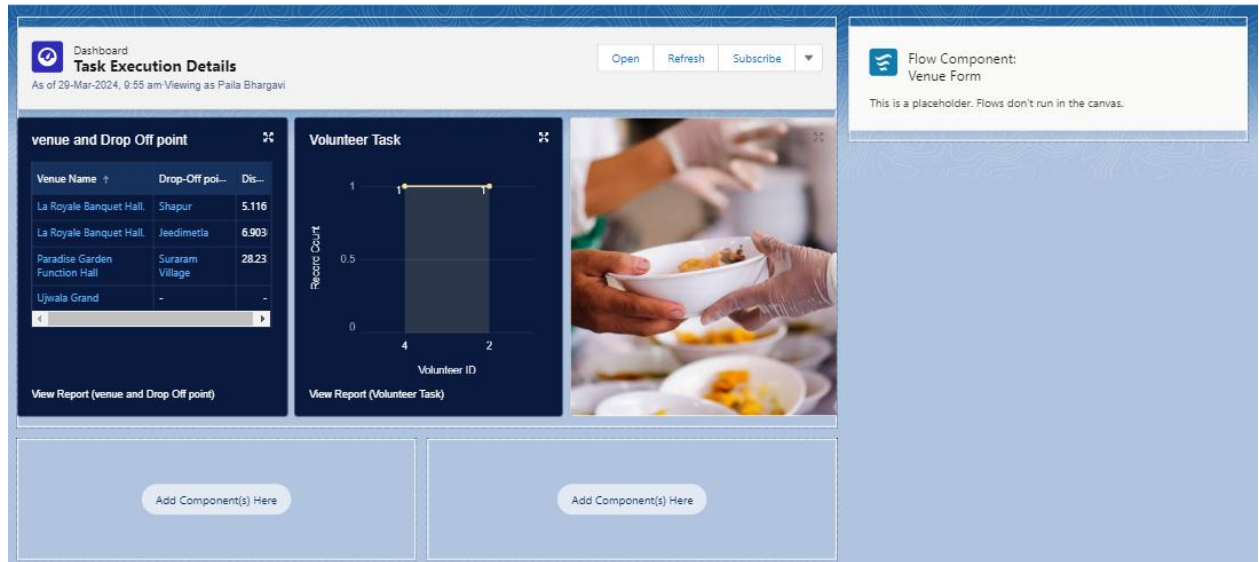 Dashboard
Task Execution Details
As of 29-Mar-2024, 9:55 am·Viewing as Paila Bhargavi
Open
Refresh
Subscribe
Flow Component:
Venue Form
This is a placeholder. Flows don't run in the canvas.
venue and Drop Off point
Venue Name ↑ Drop-Off poi... Dis...
La Royale Banquet Hall. Shapur 5.116
La Royale Banquet Hall. Jeedimetla 6.903
Paradise Garden Suraram 28.23
Function Hall Village
Ujwala Grand - -
View Report (venue and Drop Off point)
Volunteer Task
1
1 1
Record Count
0.5
0
4 2
Volunteer ID
View Report (Volunteer Task)
Add Component(s) Here
Add Component(s) Here